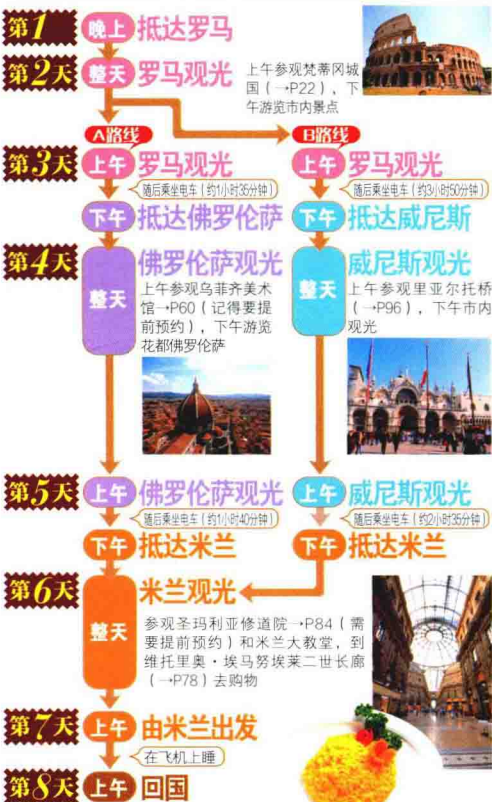 第1天 晚上 抵达罗马
第2天 整天 罗马观光
上午参观梵蒂冈城
国（→P22），下
午游览市内景点
A路线
B路线
第3天 上午 罗马观光
上午 罗马观光
随后乘坐电车（约1小时35分钟）
随后乘坐电车（约3小时50分钟）
下午 抵达佛罗伦萨
下午 抵达威尼斯
第4天 整天 佛罗伦萨观光
上午参观乌菲齐美术
馆→P60（记得要提
前预约），下午游览
花都佛罗伦萨
整天 威尼斯观光
上午参观里亚尔托桥
（→P96），下午市内
观光
第5天 上午 佛罗伦萨观光
上午 威尼斯观光
随后乘坐电车（约1小时40分钟）
随后乘坐电车（约2小时35分钟）
下午 抵达米兰
下午 抵达米兰
第6天 整天 米兰观光
参观圣玛利亚修道院→P84（需
要提前预约）和米兰大教堂，到
维托里奥·埃马努埃莱二世长廊
（→P78）去购物
第7天 上午 由米兰出发
在飞机上睡
第8天 上午 回国